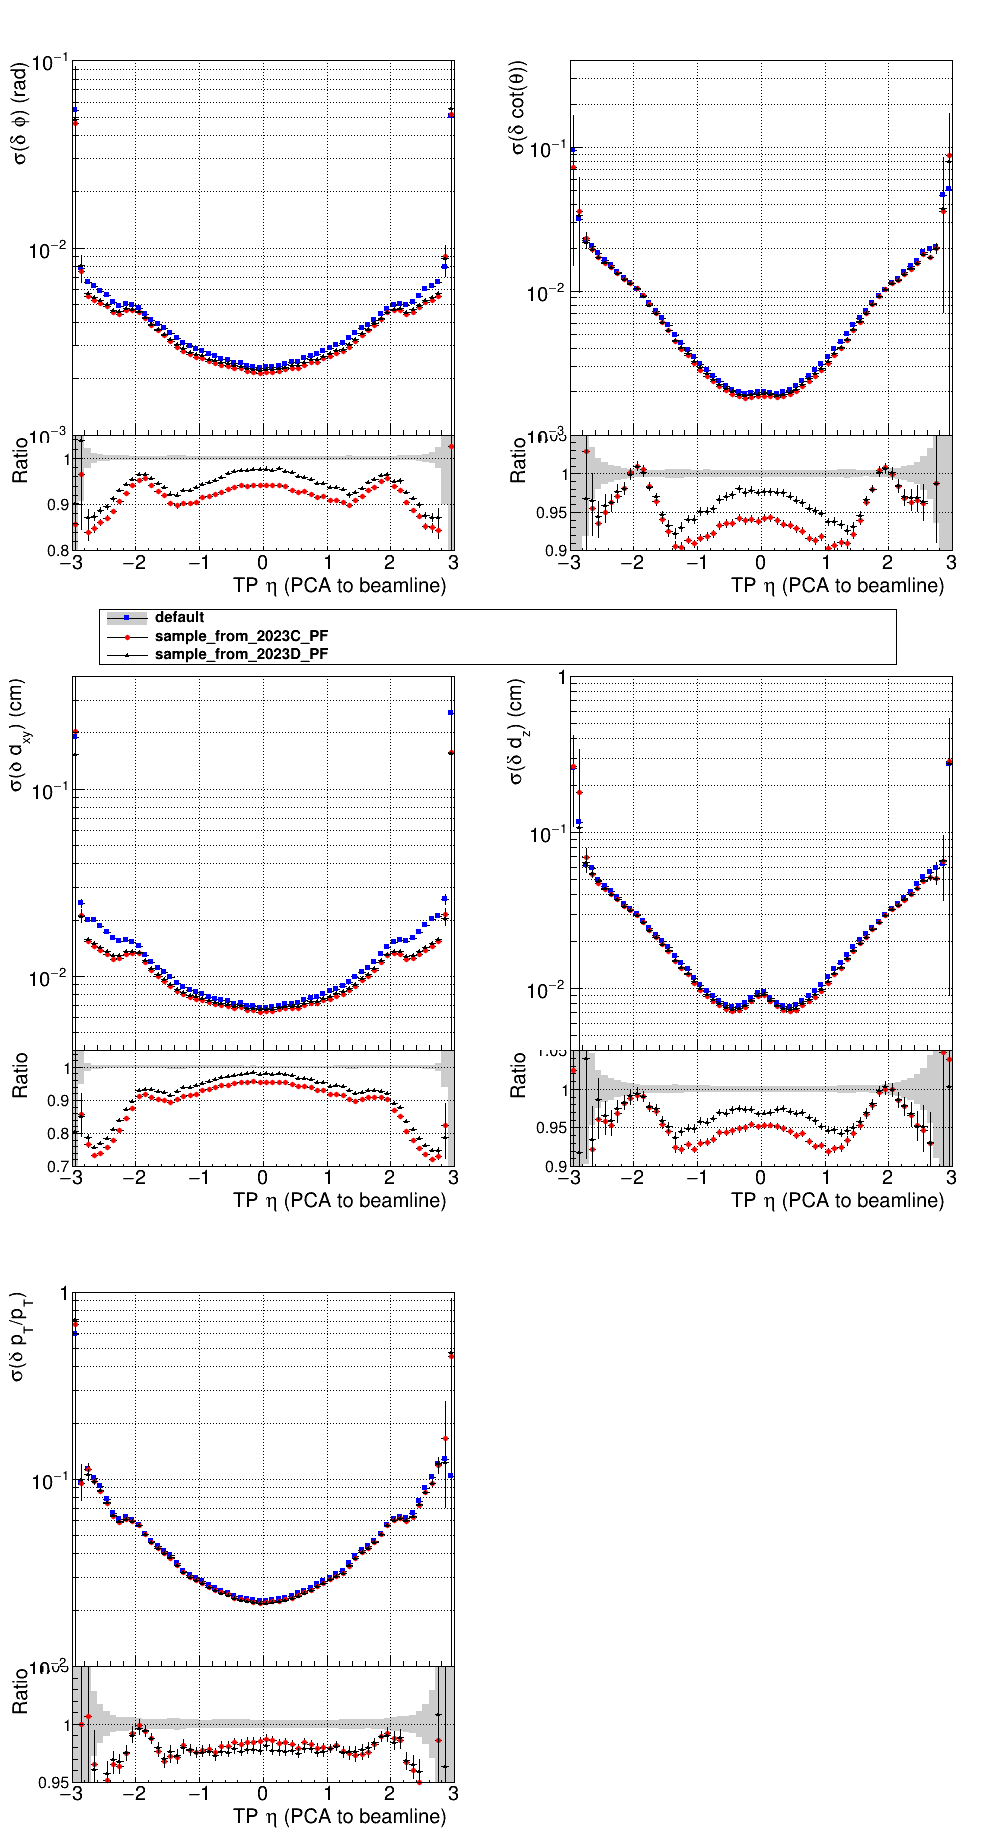 σ(δ φ) (rad)
10⁻¹
10⁻²
10⁻³
Ratio
1
0.9
0.8
−3 −2 −1 0 1 2 3
TP η (PCA to beamline)
σ(δ cot(θ))
10⁻¹
10⁻²
Ratio
1
0.95
0.9
−3 −2 −1 0 1 2 3
TP η (PCA to beamline)
default
sample_from_2023C_PF
sample_from_2023D_PF
σ(δ d_xy) (cm)
10⁻¹
10⁻²
Ratio
1
0.9
0.8
0.7
−3 −2 −1 0 1 2 3
TP η (PCA to beamline)
σ(δ d_z) (cm)
1
10⁻¹
10⁻²
Ratio
1.05
1
0.95
0.9
−3 −2 −1 0 1 2 3
TP η (PCA to beamline)
σ(δ p_T/p_T)
1
10⁻¹
Ratio
1
0.95
−3 −2 −1 0 1 2 3
TP η (PCA to beamline)